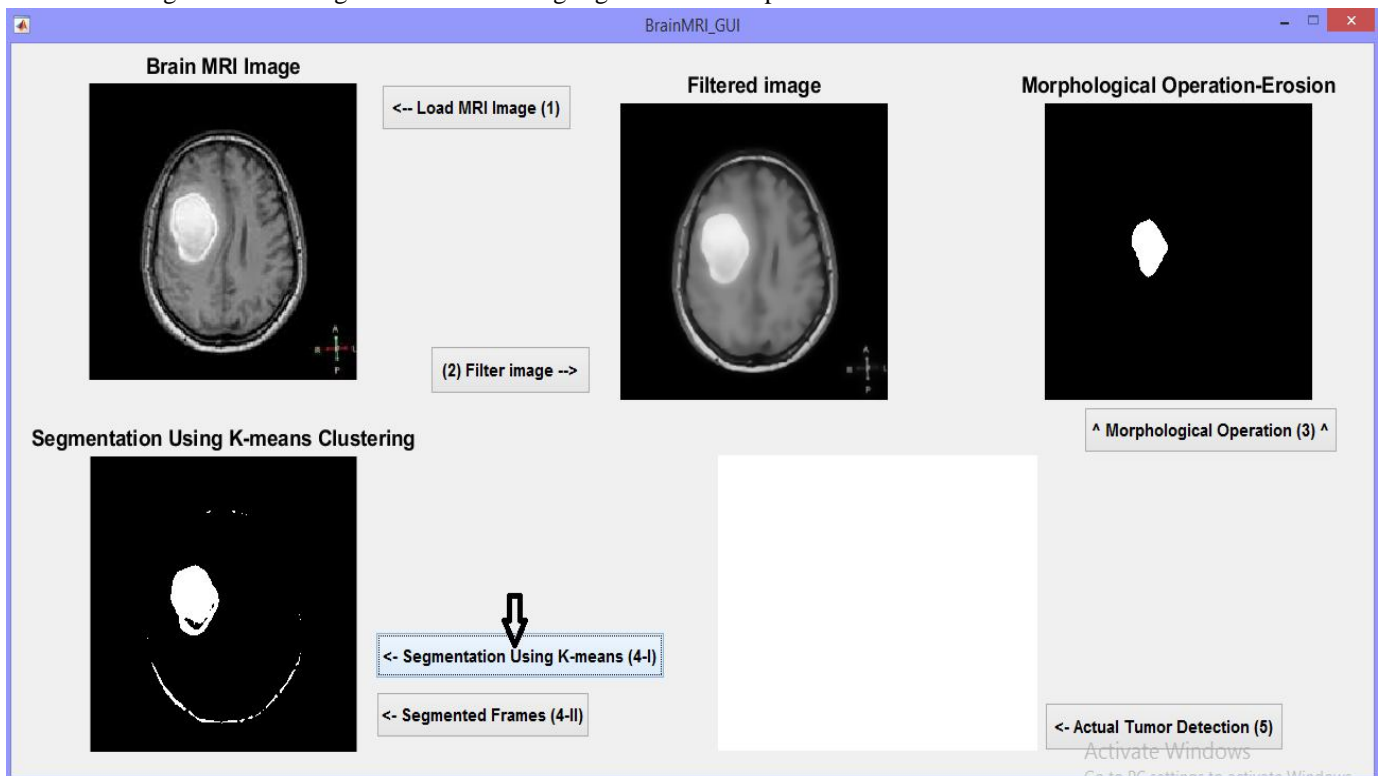 BrainMRI_GUI
Brain MRI Image
<-- Load MRI Image (1)
Filtered image
Morphological Operation-Erosion
A
R
L
P
A
R
P
(2) Filter image -->
^ Morphological Operation (3) ^
Segmentation Using K-means Clustering
<- Segmentation Using K-means (4-I)
<- Segmented Frames (4-II)
<- Actual Tumor Detection (5)
Activate Windows